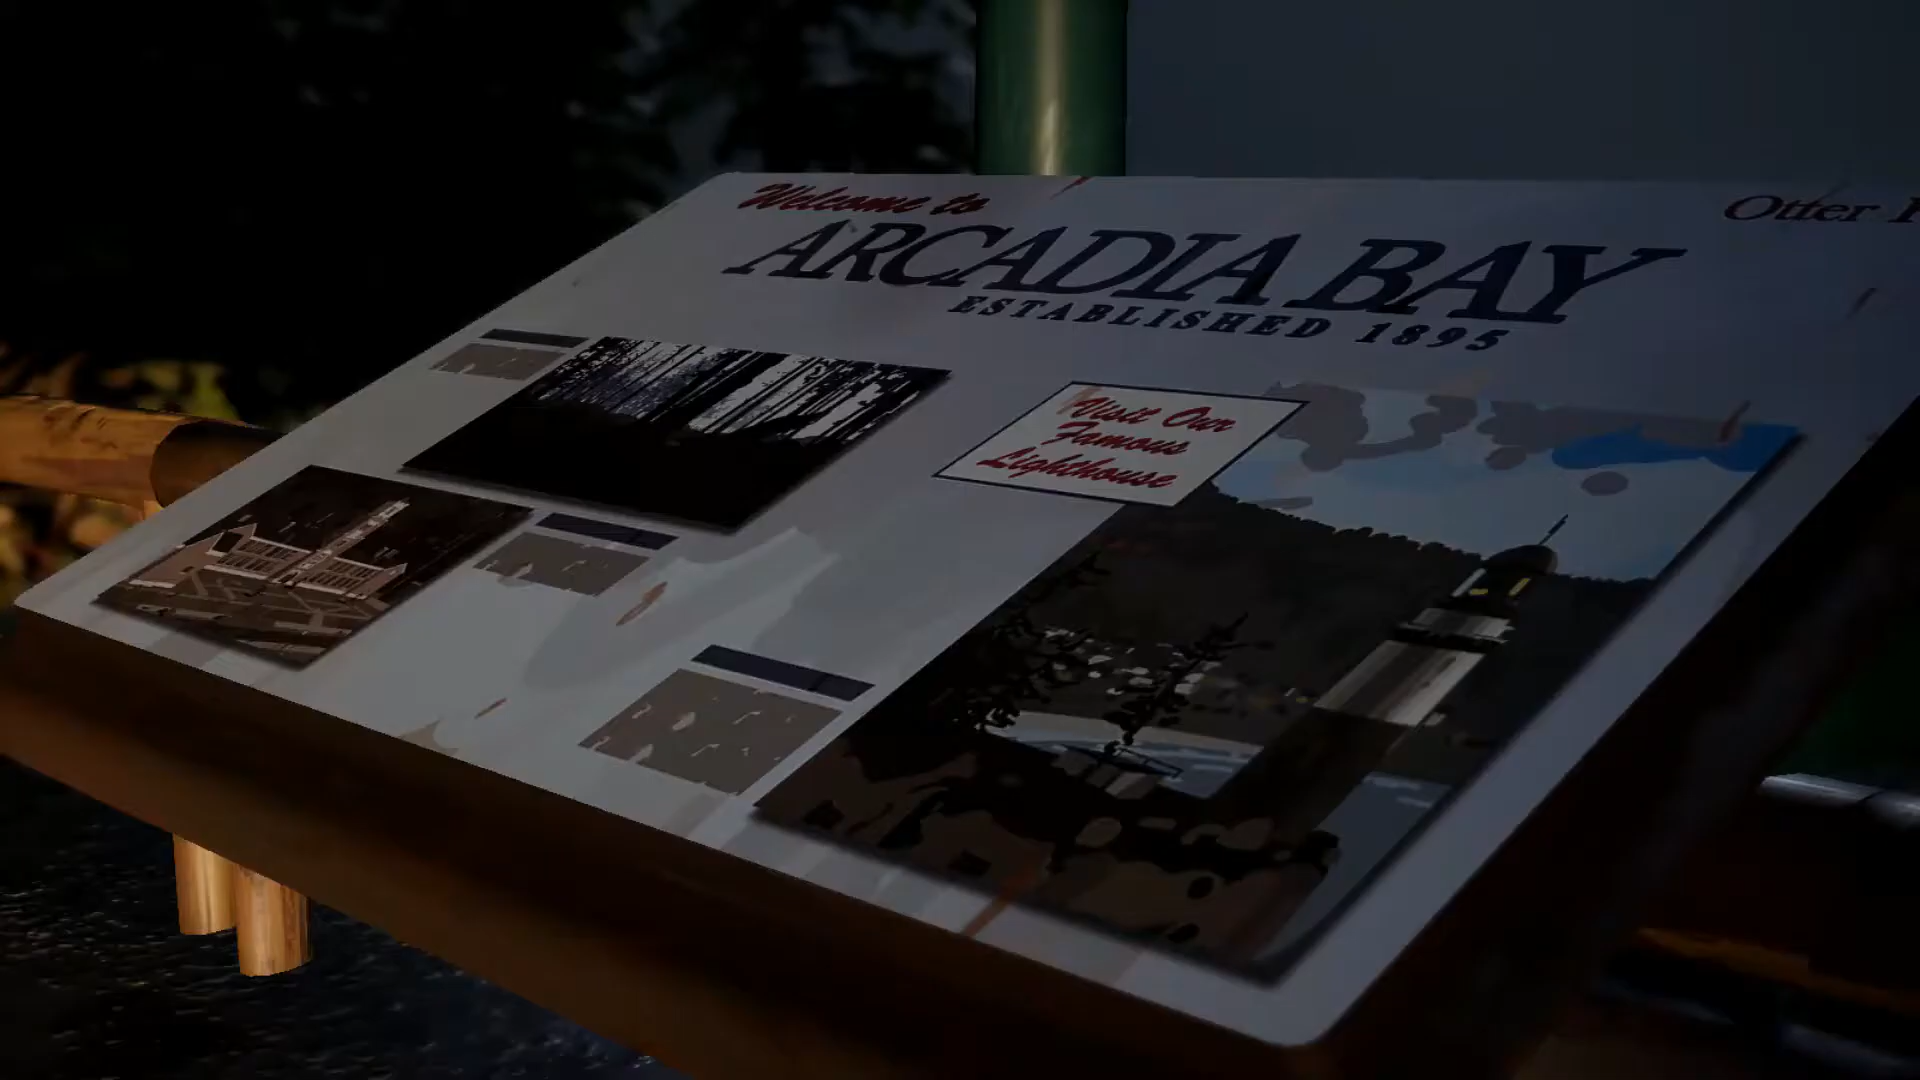 Welcome to
ARCADIA BAY
ESTABLISHED 1895
Otter
Visit Our
Famous
Lighthouse